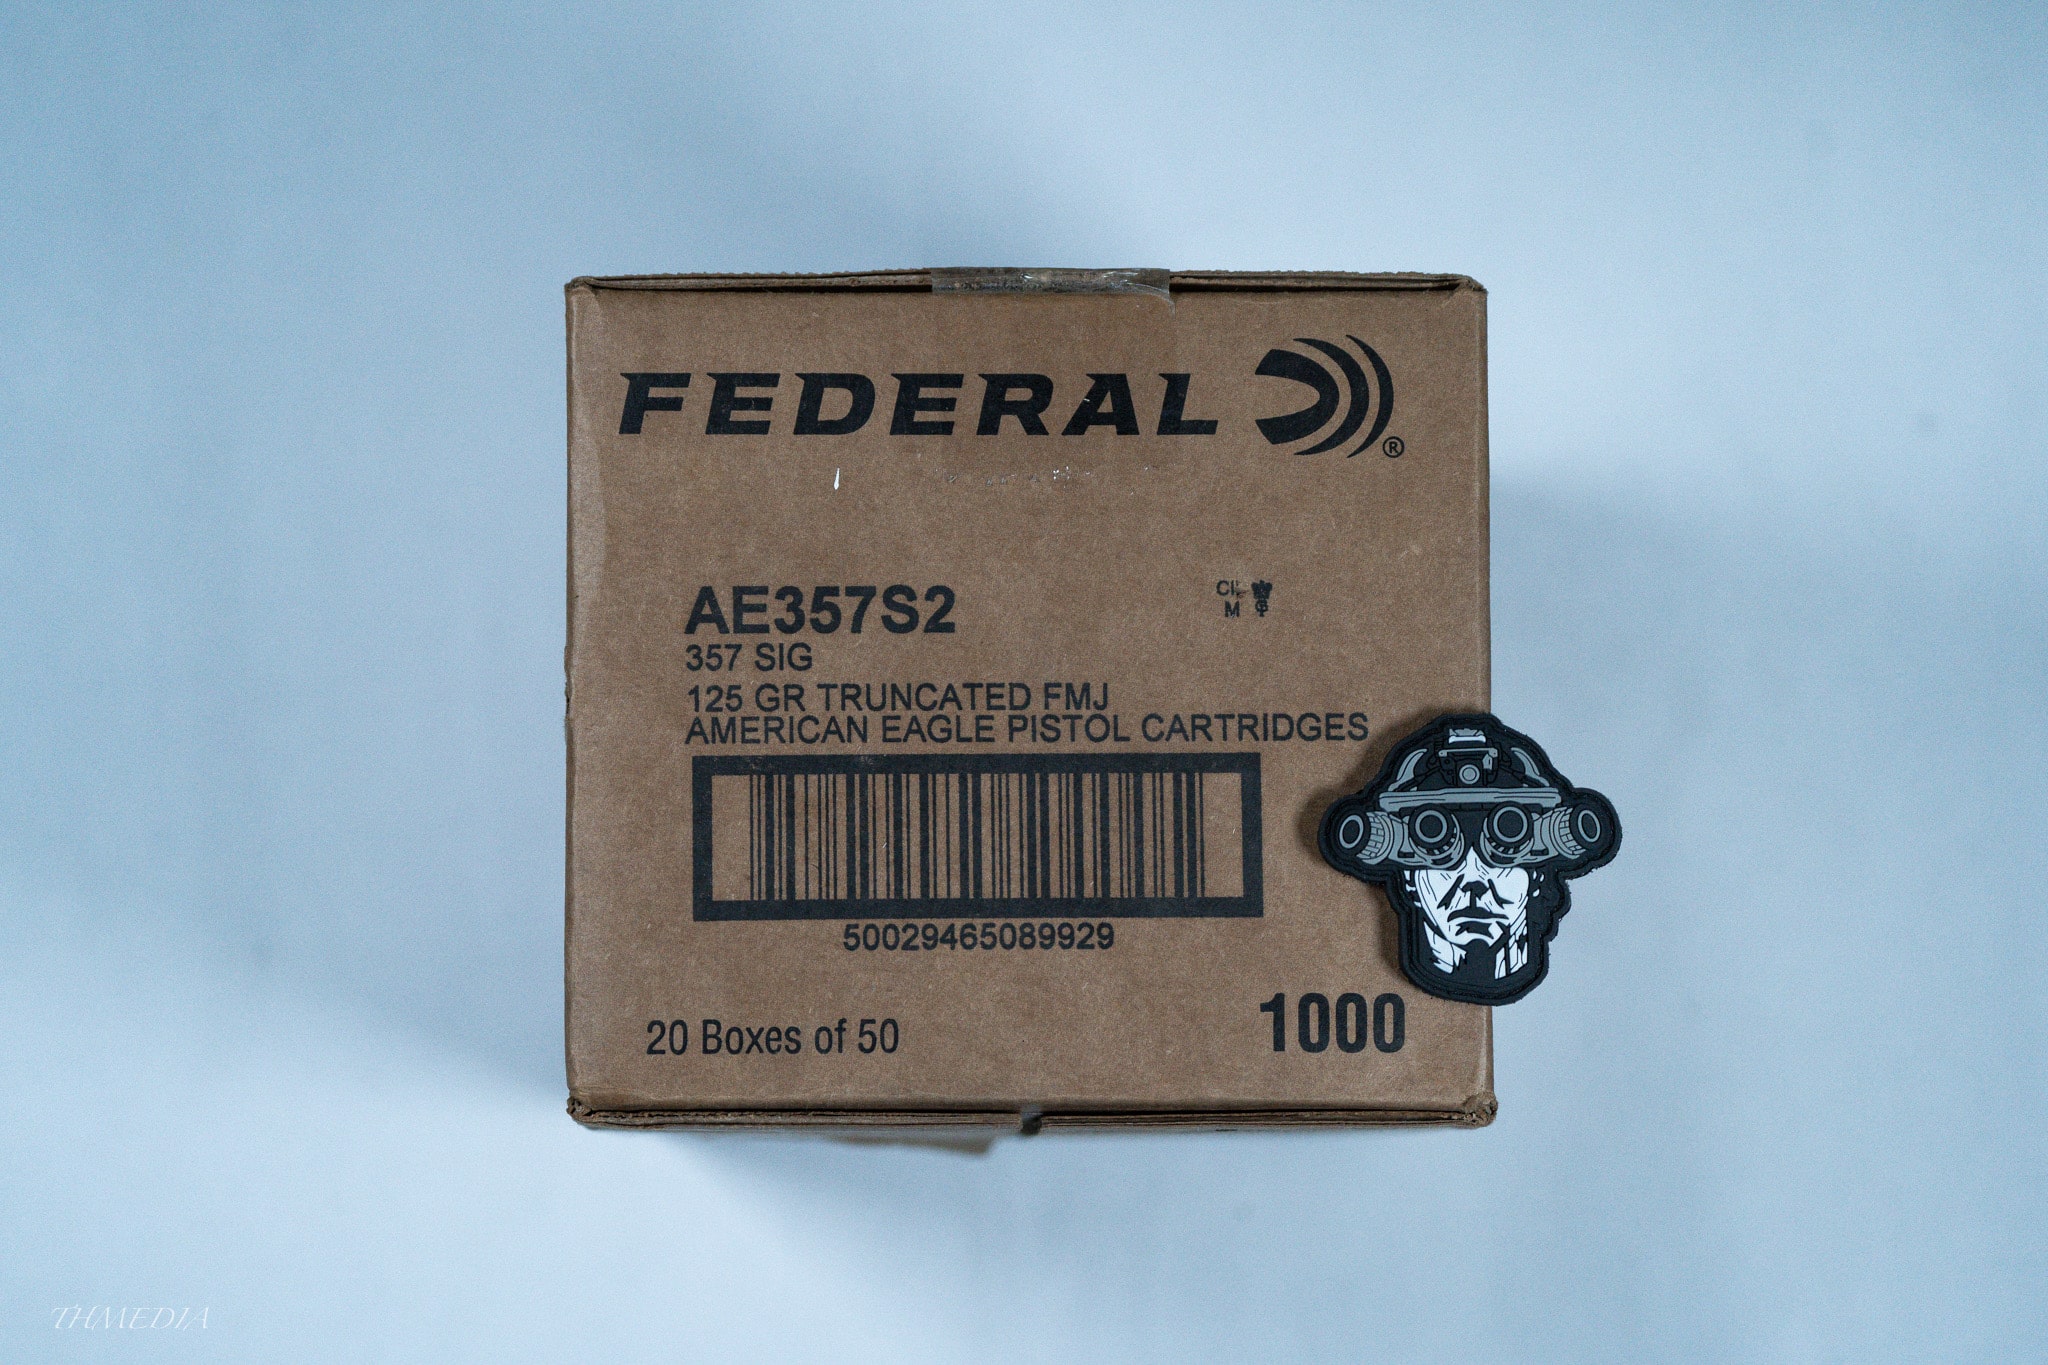 FEDERAL ®
AE357S2
357 SIG
125 GR TRUNCATED FMJ
AMERICAN EAGLE PISTOL CARTRIDGES
50029465089929
20 Boxes of 50
1000
THMEDIA